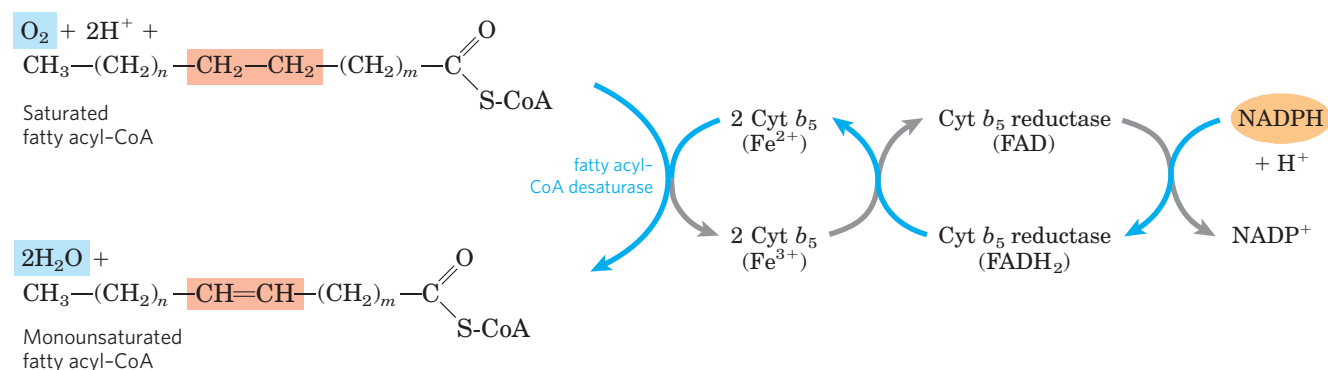 O₂ + 2H⁺ +
CH₃—(CH₂)ₙ—CH₂—CH₂—(CH₂)ₘ—C
O
S-CoA
Saturated
fatty acyl–CoA
fatty acyl–
CoA desaturase
2 Cyt b₅
(Fe²⁺)
2 Cyt b₅
(Fe³⁺)
Cyt b₅ reductase
(FAD)
Cyt b₅ reductase
(FADH₂)
NADPH
+ H⁺
NADP⁺
2H₂O +
CH₃—(CH₂)ₙ—CH=CH—(CH₂)ₘ—C
O
S-CoA
Monounsaturated
fatty acyl–CoA